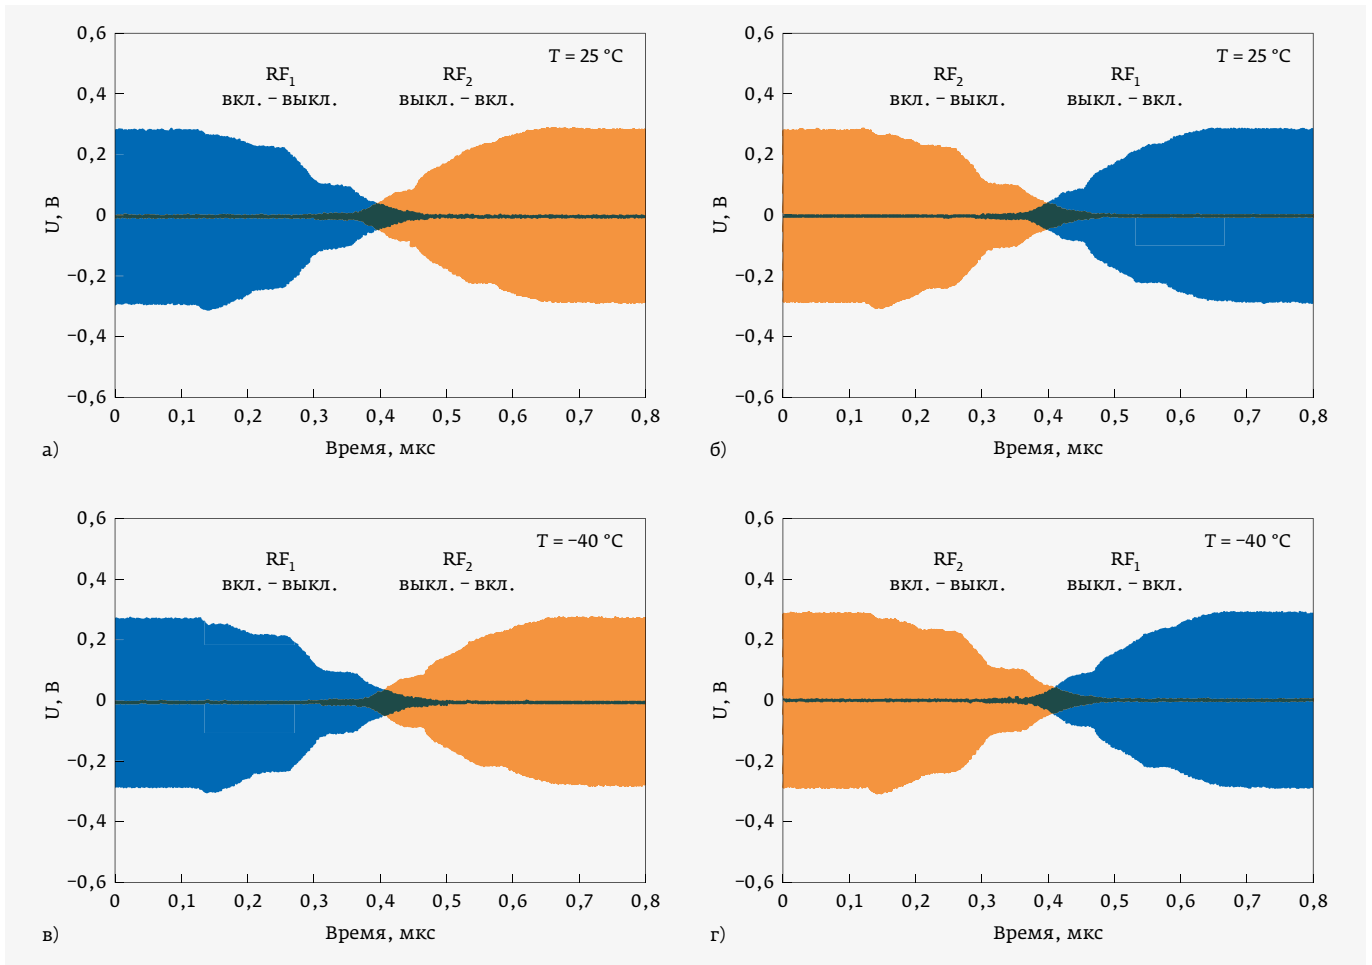 0,6
T = 25 °C
RF1
RF2
вкл. – выкл.
выкл. – вкл.
0,4
0,2
0
−0,2
−0,4
−0,6
U, В
0 0,1 0,2 0,3 0,4 0,5 0,6 0,7 0,8
Время, мкс
а)
0,6
T = 25 °C
RF2
RF1
вкл. – выкл.
выкл. – вкл.
0,4
0,2
0
−0,2
−0,4
−0,6
U, В
0 0,1 0,2 0,3 0,4 0,5 0,6 0,7 0,8
Время, мкс
б)
0,6
T = −40 °C
RF1
RF2
вкл. – выкл.
выкл. – вкл.
0,4
0,2
0
−0,2
−0,4
−0,6
U, В
0 0,1 0,2 0,3 0,4 0,5 0,6 0,7 0,8
Время, мкс
в)
0,6
T = −40 °C
RF2
RF1
вкл. – выкл.
выкл. – вкл.
0,4
0,2
0
−0,2
−0,4
−0,6
U, В
0 0,1 0,2 0,3 0,4 0,5 0,6 0,7 0,8
Время, мкс
г)